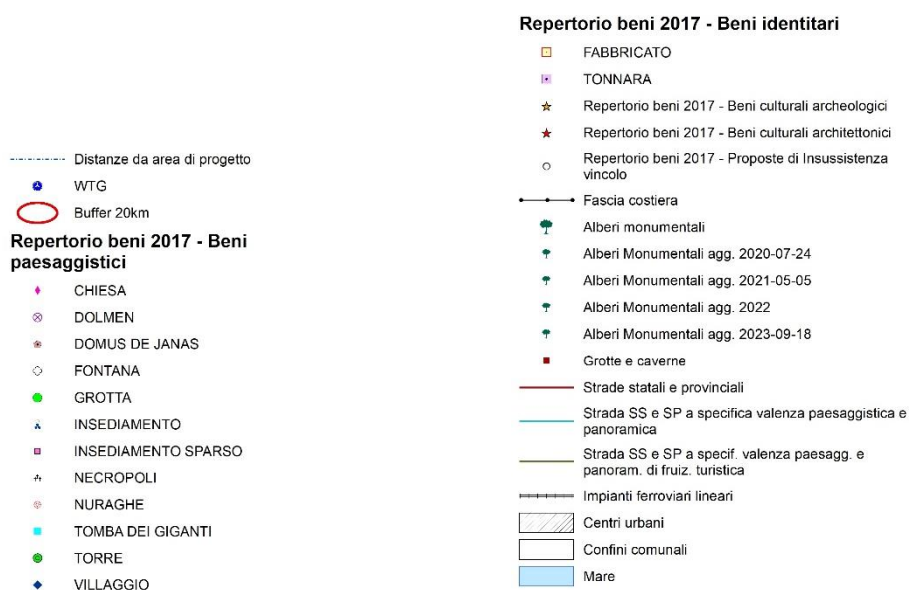 Distanze da area di progetto
WTG
Buffer 20km
Repertorio beni 2017 - Beni
paesaggistici
CHIESA
DOLMEN
DOMUS DE JANAS
FONTANA
GROTTA
INSEDIAMENTO
INSEDIAMENTO SPARSO
NECROPOLI
NURAGHE
TOMBA DEI GIGANTI
TORRE
VILLAGGIO
Repertorio beni 2017 - Beni identitari
FABBRICATO
TONNARA
Repertorio beni 2017 - Beni culturali archeologici
Repertorio beni 2017 - Beni culturali architettonici
Repertorio beni 2017 - Proposte di Insussistenza
vincolo
Fascia costiera
Alberi monumentali
Alberi Monumentali agg. 2020-07-24
Alberi Monumentali agg. 2021-05-05
Alberi Monumentali agg. 2022
Alberi Monumentali agg. 2023-09-18
Grotte e caverne
Strade statali e provinciali
Strada SS e SP a specifica valenza paesaggistica e
panoramica
Strada SS e SP a specif. valenza paesagg. e
panoram. di fruiz. turistica
Impianti ferroviari lineari
Centri urbani
Confini comunali
Mare